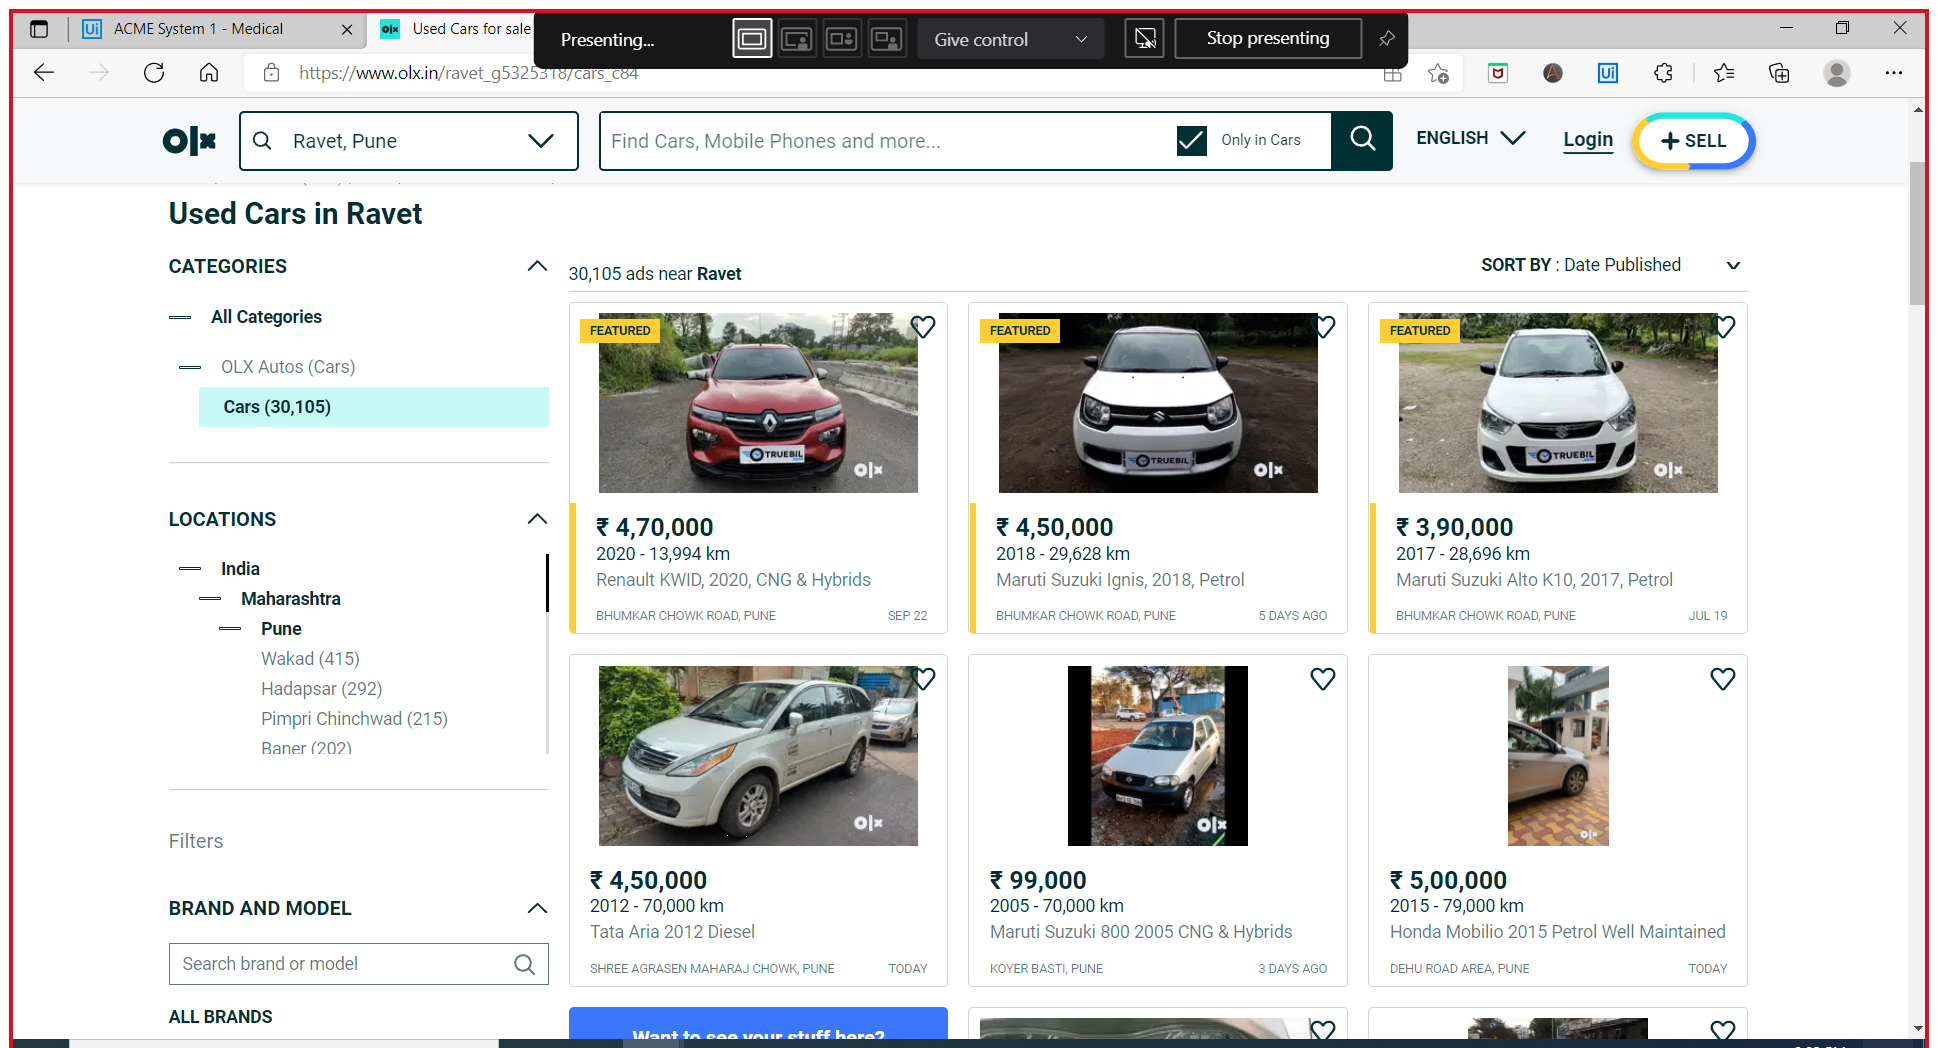 ACME System 1 - Medical
Used Cars for sale
Presenting...
Give control
Stop presenting
https://www.olx.in/ravet_g5325318/cars_c84
olx
Ravet, Pune
Find Cars, Mobile Phones and more...
Only in Cars
ENGLISH
Login
+ SELL
Used Cars in Ravet
CATEGORIES
All Categories
OLX Autos (Cars)
Cars (30,105)
LOCATIONS
India
Maharashtra
Pune
Wakad (415)
Hadapsar (292)
Pimpri Chinchwad (215)
Baner (202)
Filters
BRAND AND MODEL
Search brand or model
ALL BRANDS
30,105 ads near Ravet
SORT BY : Date Published
FEATURED
TRUEBIL
olx
₹ 4,70,000
2020 - 13,994 km
Renault KWID, 2020, CNG & Hybrids
BHUMKAR CHOWK ROAD, PUNE SEP 22
FEATURED
TRUEBIL
olx
₹ 4,50,000
2018 - 29,628 km
Maruti Suzuki Ignis, 2018, Petrol
BHUMKAR CHOWK ROAD, PUNE 5 DAYS AGO
FEATURED
TRUEBIL
olx
₹ 3,90,000
2017 - 28,696 km
Maruti Suzuki Alto K10, 2017, Petrol
BHUMKAR CHOWK ROAD, PUNE JUL 19
olx
₹ 4,50,000
2012 - 70,000 km
Tata Aria 2012 Diesel
SHREE AGRASEN MAHARAJ CHOWK, PUNE TODAY
olx
₹ 99,000
2005 - 70,000 km
Maruti Suzuki 800 2005 CNG & Hybrids
KOYER BASTI, PUNE 3 DAYS AGO
olx
₹ 5,00,000
2015 - 79,000 km
Honda Mobilio 2015 Petrol Well Maintained
DEHU ROAD AREA, PUNE TODAY
Want to see your stuff here?